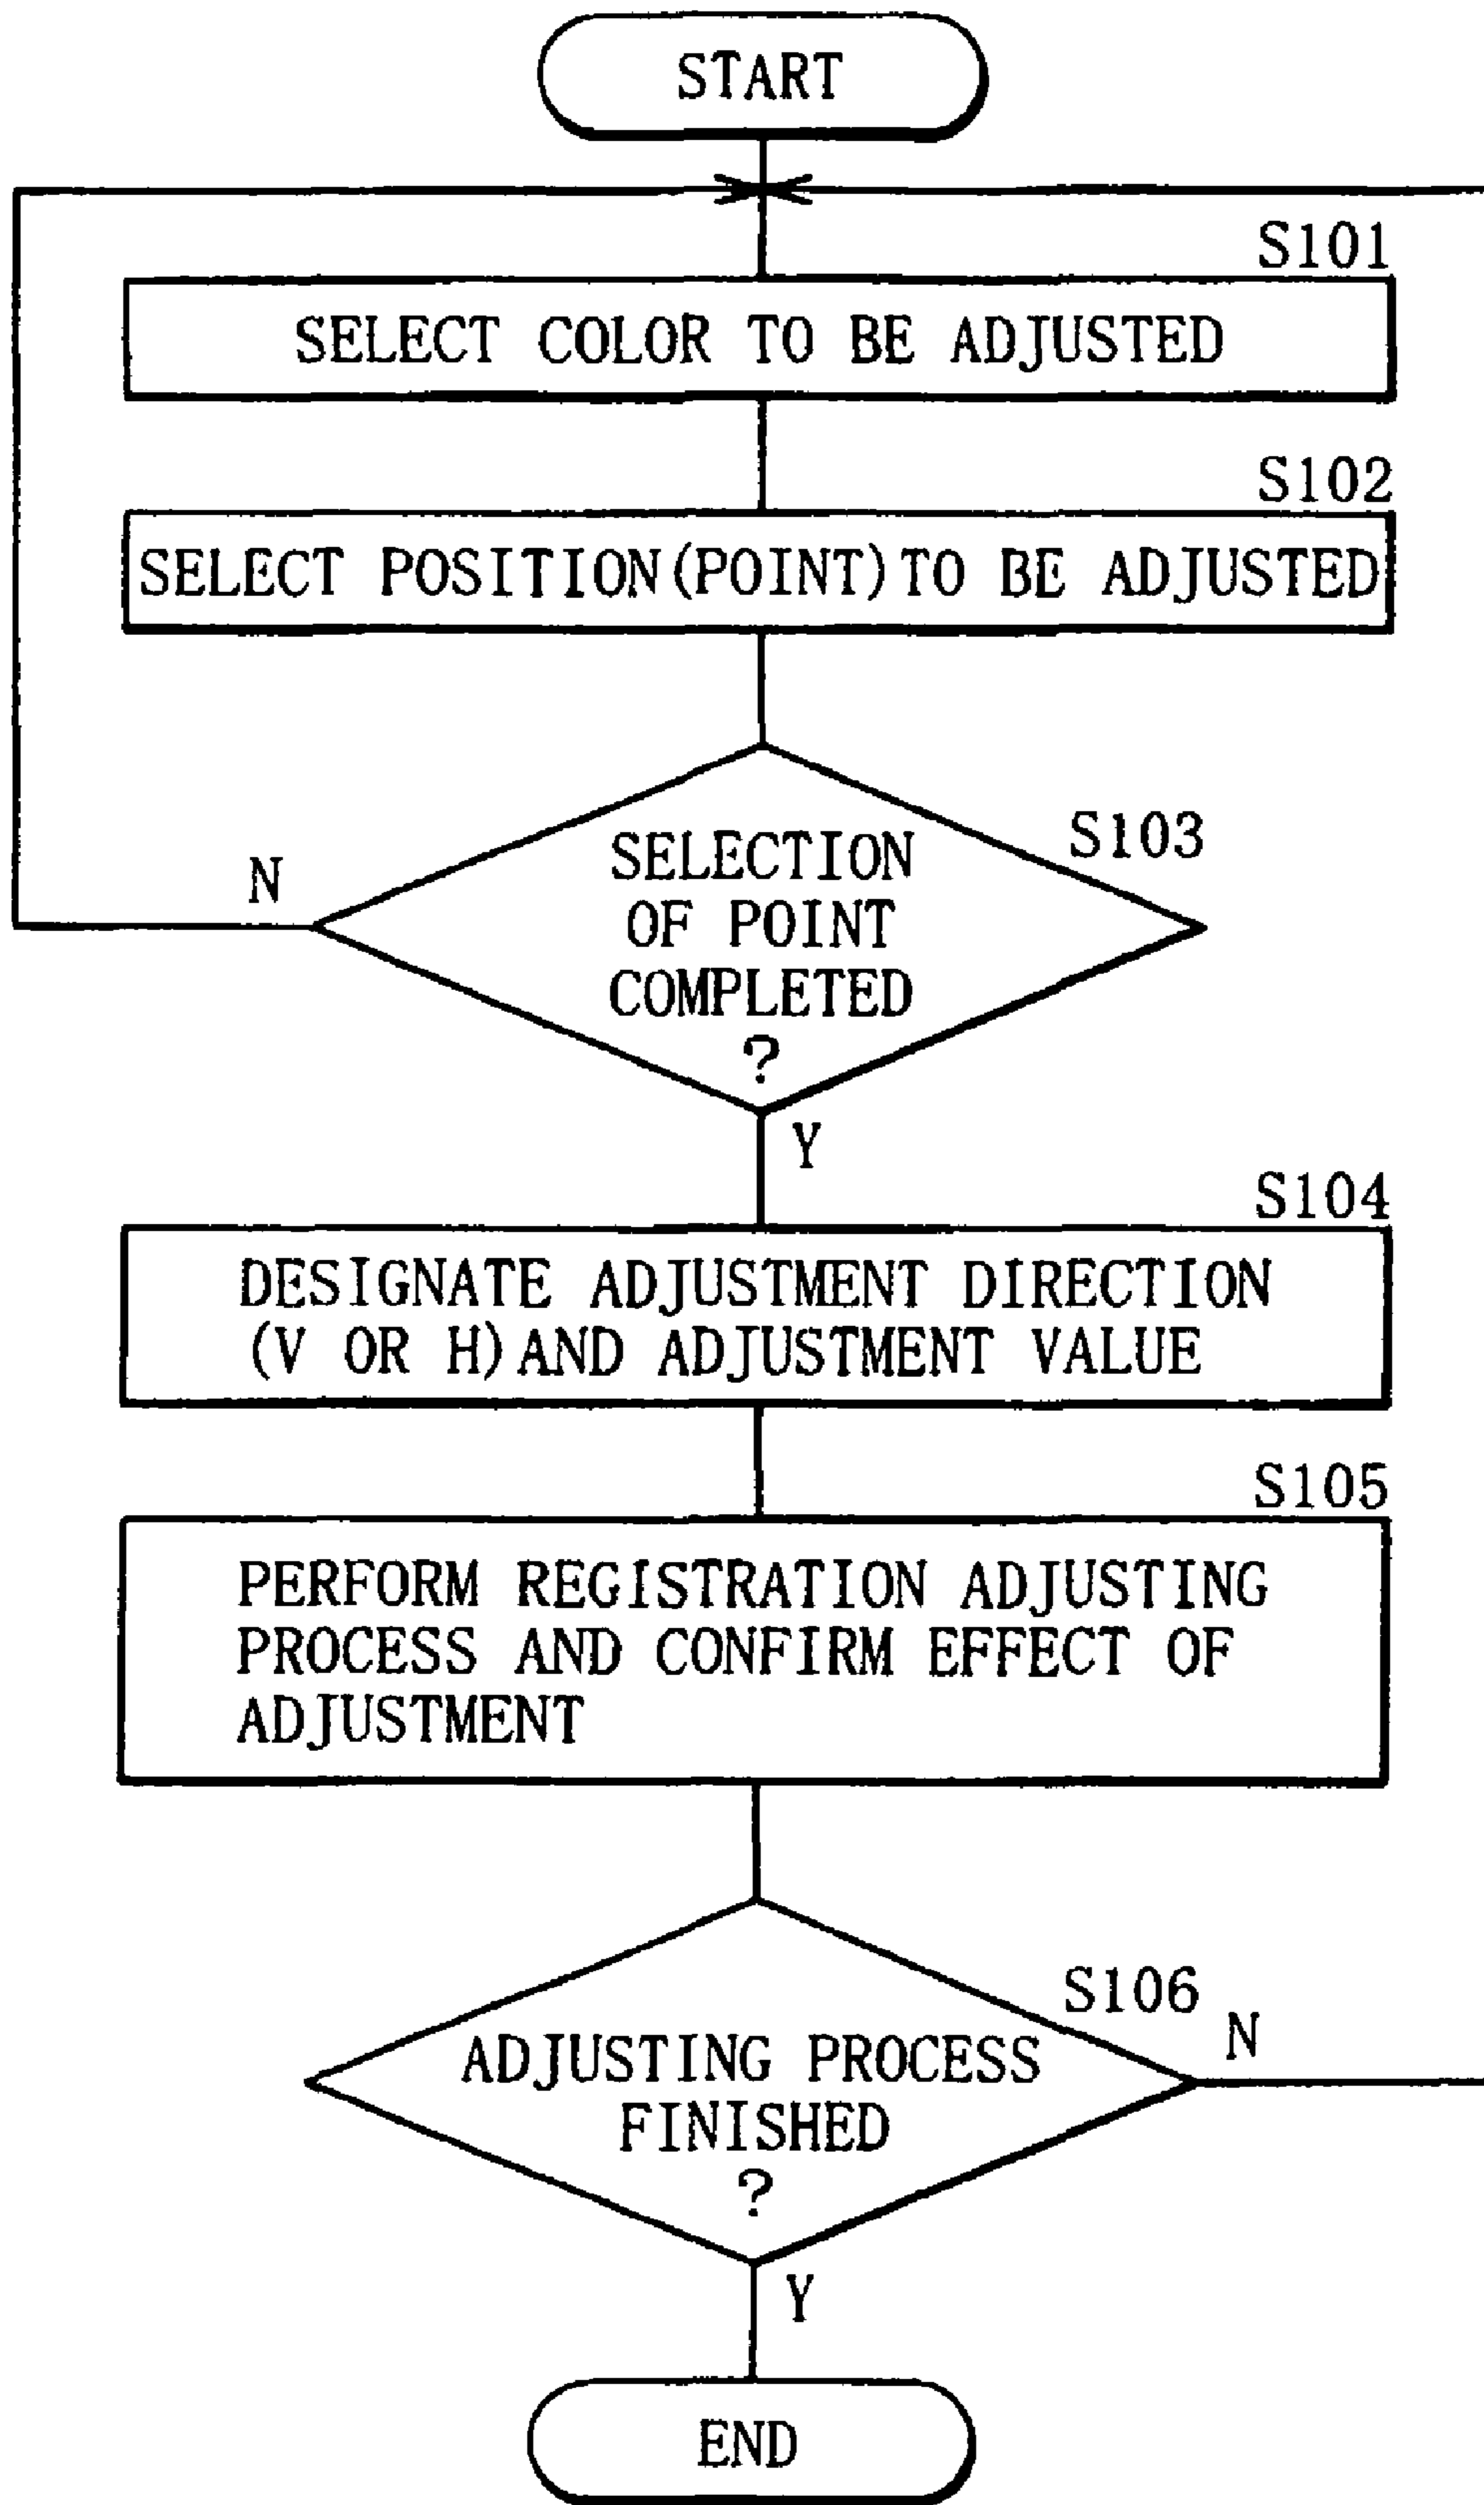 START
S101
SELECT COLOR TO BE ADJUSTED
S102
SELECT POSITION(POINT)TO BE ADJUSTED
S103
SELECTION
OF POINT
COMPLETED
?
N
Y
S104
DESIGNATE ADJUSTMENT DIRECTION
(V OR H)AND ADJUSTMENT VALUE
S105
PERFORM REGISTRATION ADJUSTING
PROCESS AND CONFIRM EFFECT OF
ADJUSTMENT
S106
N
ADJUSTING PROCESS
FINISHED
?
Y
END